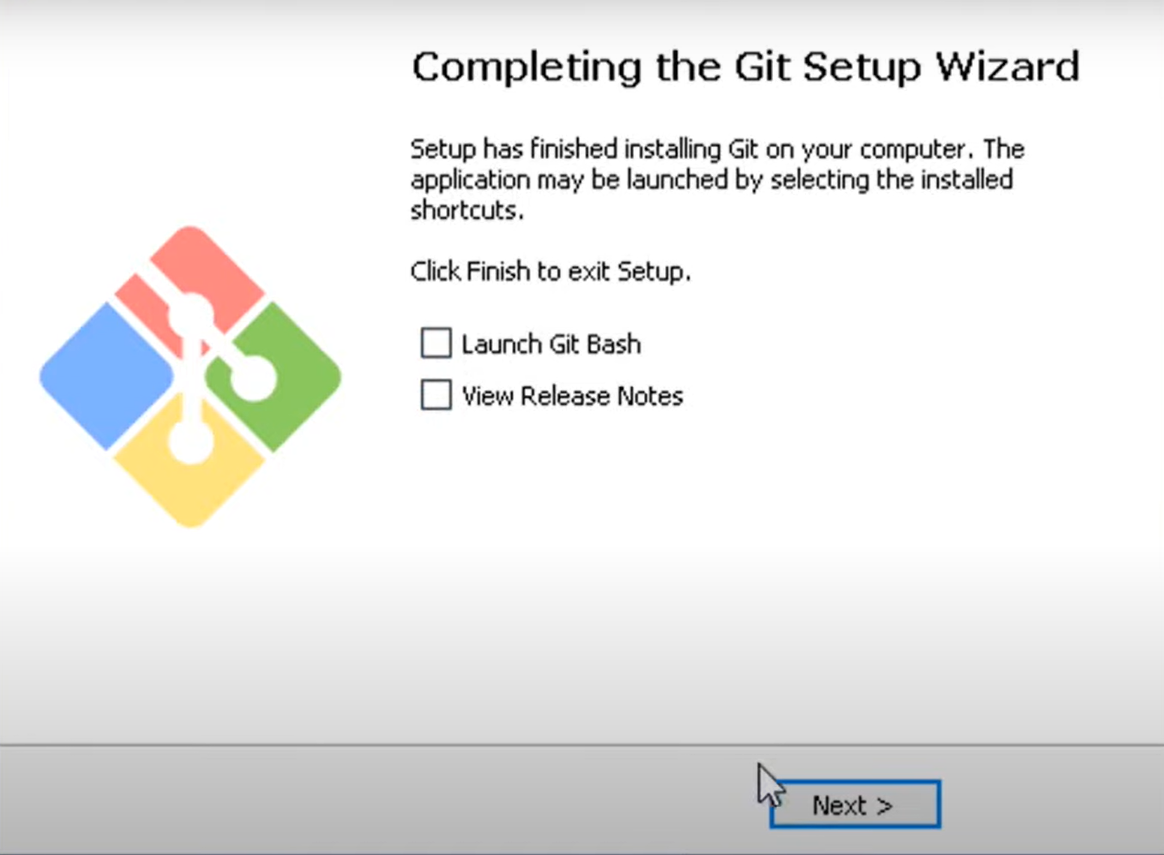 Completing the Git Setup Wizard
Setup has finished installing Git on your computer. The
application may be launched by selecting the installed
shortcuts.
Click Finish to exit Setup.
Launch Git Bash
View Release Notes
Next >